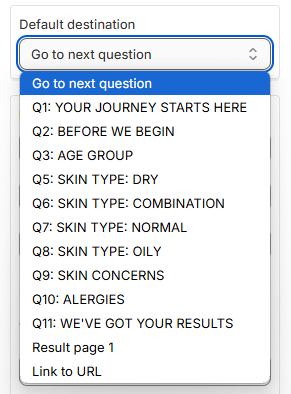 Default destination
Go to next question
Go to next question
Q1: YOUR JOURNEY STARTS HERE
Q2: BEFORE WE BEGIN
Q3: AGE GROUP
Q5: SKIN TYPE: DRY
Q6: SKIN TYPE: COMBINATION
Q7: SKIN TYPE: NORMAL
Q8: SKIN TYPE: OILY
Q9: SKIN CONCERNS
Q10: ALERGIES
Q11: WE'VE GOT YOUR RESULTS
Result page 1
Link to URL